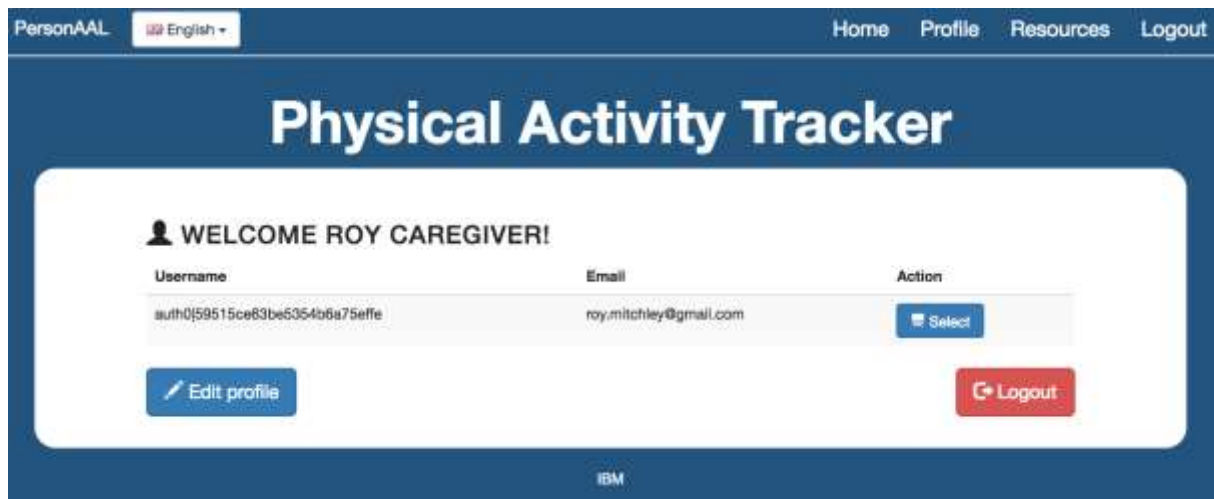 PersonAAL English Home Profile Resources Logout
Physical Activity Tracker
WELCOME ROY CAREGIVER!
Username Email Action
auth0|59515ce63be5354b6a75effe roy.mitchley@gmail.com Select
Edit profile Logout
IBM